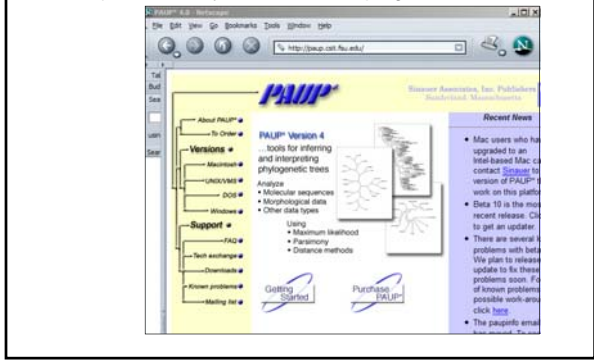 PAUP* 4.0 - Netscape
File Edit View Go Bookmarks Tools Window Help
http://paup.csit.fsu.edu/
PAUP*
Sinauer Associates, Inc. Publishers
Sunderland, Massachusetts
About PAUP*
To Order
Versions
Macintosh
UNIX/VMS
DOS
Windows
Support
FAQ
Tech exchange
Downloads
Known problems
Mailing list
PAUP* Version 4
...tools for inferring
and interpreting
phylogenetic trees
Analyze
• Molecular sequences
• Morphological data
• Other data types
Using
• Maximum likelihood
• Parsimony
• Distance methods
Getting
Started
Purchase
PAUP*
Recent News
• Mac users who ha
upgraded to an
Intel-based Mac ca
contact Sinauer to
version of PAUP* t
work on this platfo
• Beta 10 is the mos
recent release. Clic
to get an updater.
• There are several k
problems with beta
We plan to release
update to fix these
problems soon. Fo
of known problems
possible work-arou
click here.
• The paupinfo email